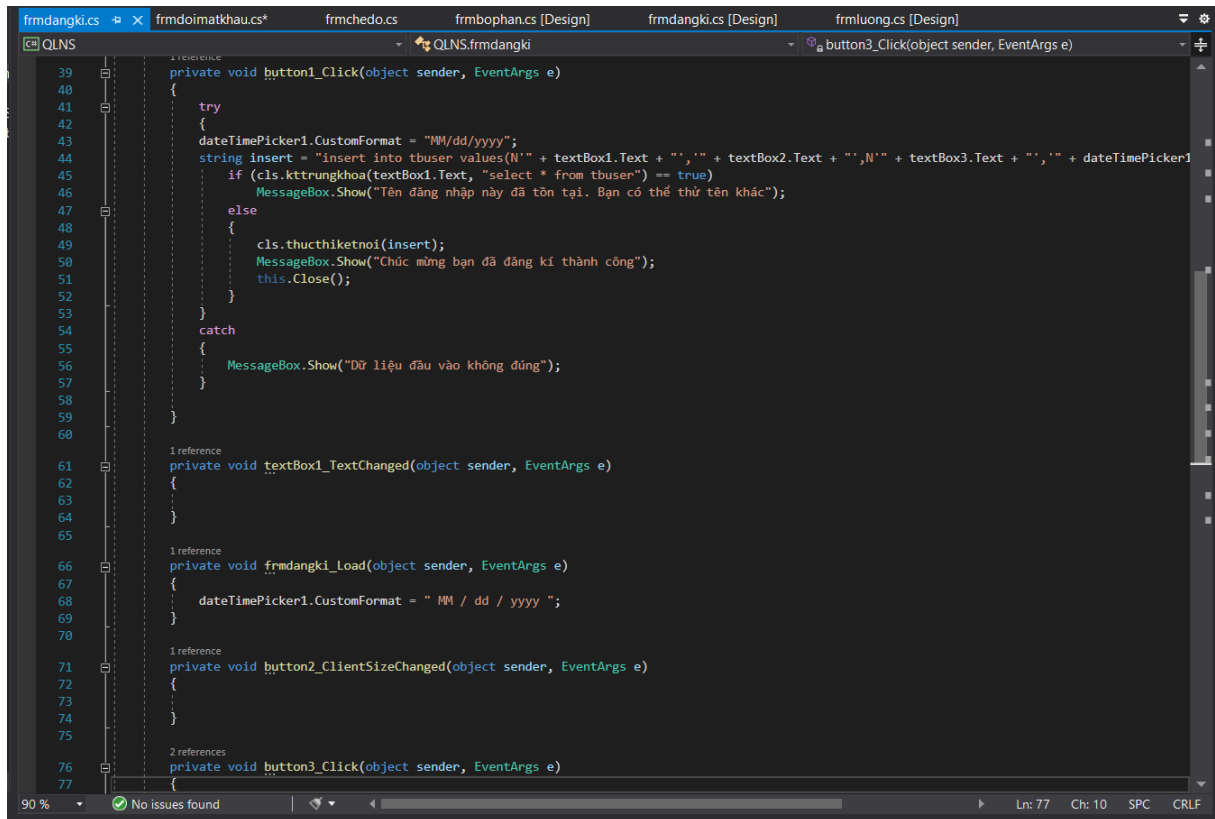 frmdangki.cs frmdoimatkhau.cs* frmchedo.cs frmbophan.cs [Design] frmdangki.cs [Design] frmluong.cs [Design]
C# QLNS QLNS.frmdangki button3_Click(object sender, EventArgs e)
1 reference
39 private void button1_Click(object sender, EventArgs e)
40 {
41 try
42 {
43 dateTimePicker1.CustomFormat = "MM/dd/yyyy";
44 string insert = "insert into tbuser values(N'" + textBox1.Text + "','" + textBox2.Text + "',N'" + textBox3.Text + "','" + dateTimePicker1
45 if (cls.kttrungkhoa(textBox1.Text, "select * from tbuser") == true)
46 MessageBox.Show("Tên đăng nhập này đã tồn tại. Bạn có thể thử tên khác");
47 else
48 {
49 cls.thucthiketnoi(insert);
50 MessageBox.Show("Chúc mừng bạn đã đăng kí thành công");
51 this.Close();
52 }
53 }
54 catch
55 {
56 MessageBox.Show("Dữ liệu đầu vào không đúng");
57 }
58
59 }
60
1 reference
61 private void textBox1_TextChanged(object sender, EventArgs e)
62 {
63
64 }
65
1 reference
66 private void frmdangki_Load(object sender, EventArgs e)
67 {
68 dateTimePicker1.CustomFormat = " MM / dd / yyyy ";
69 }
70
1 reference
71 private void button2_ClientSizeChanged(object sender, EventArgs e)
72 {
73
74 }
75
2 references
76 private void button3_Click(object sender, EventArgs e)
77 {
90 % No issues found Ln: 77 Ch: 10 SPC CRLF